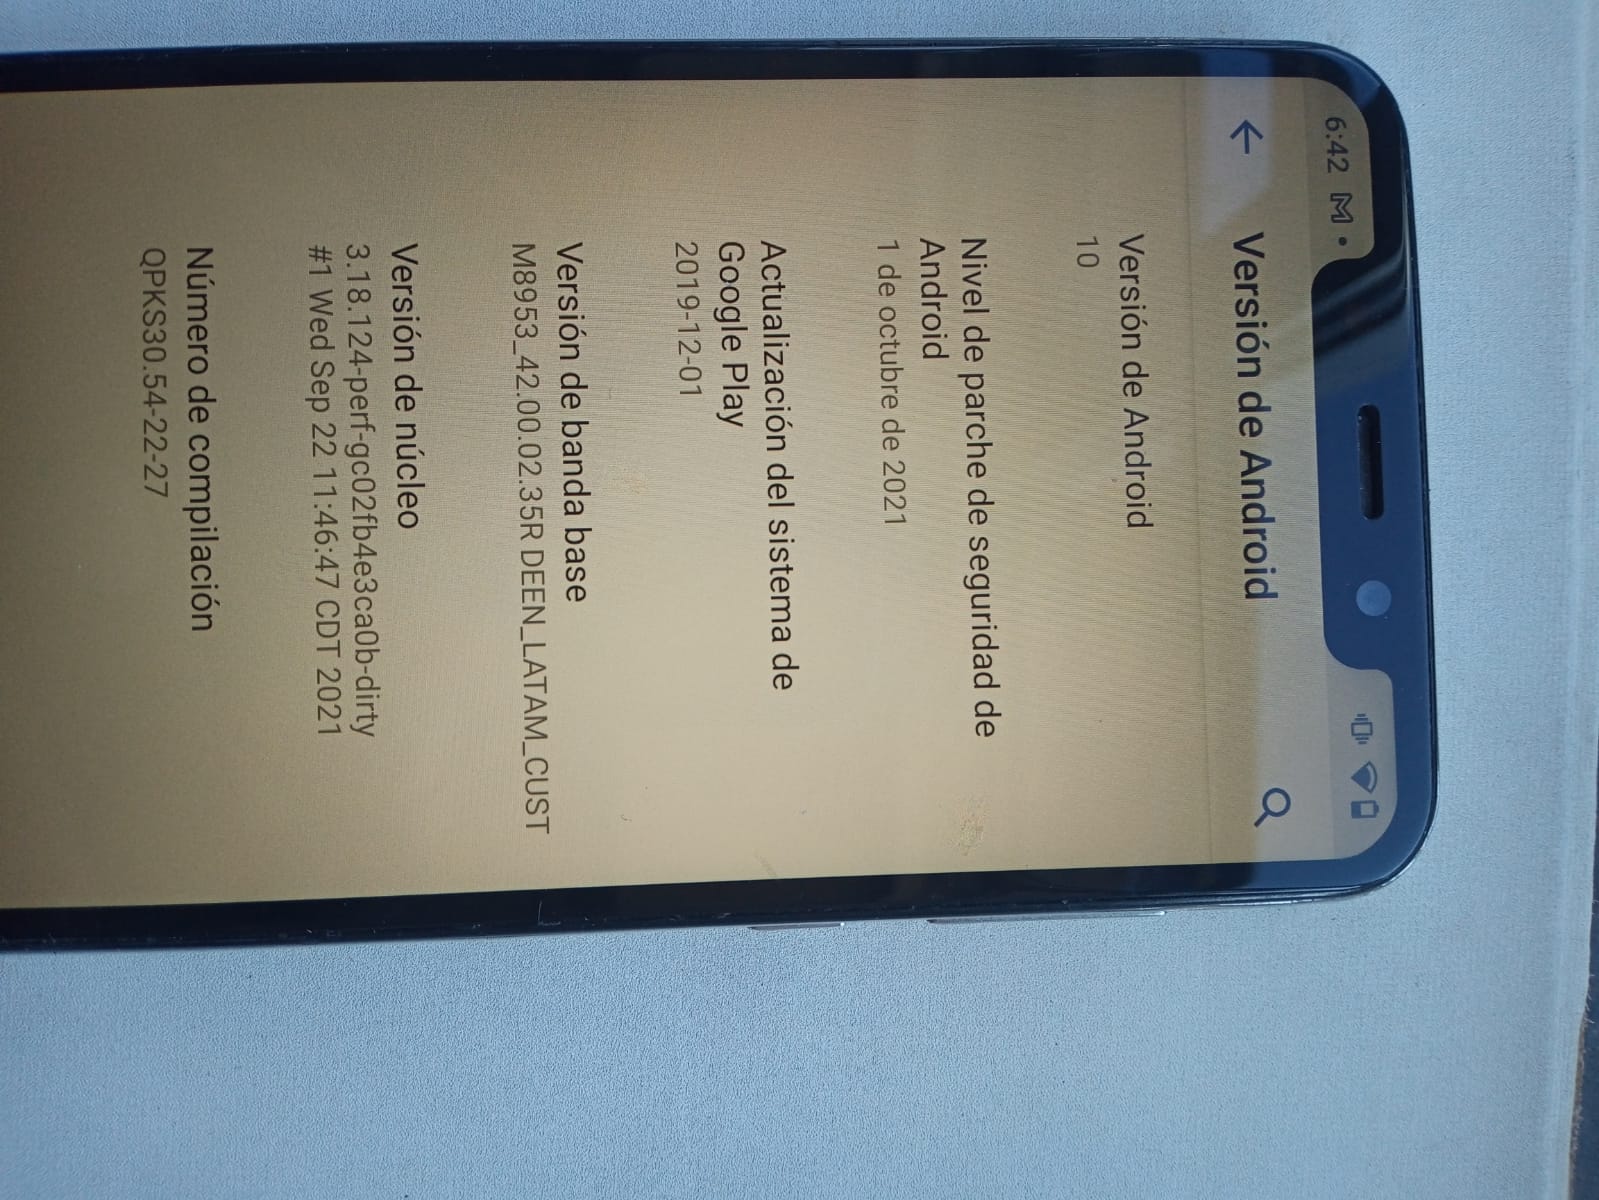 6:42
Versión de Android
Versión de Android
10
Nivel de parche de seguridad de
Android
1 de octubre de 2021
Actualización del sistema de
Google Play
2019-12-01
Versión de banda base
M8953_42.00.02.35R DEEN_LATAM_CUST
Versión de núcleo
3.18.124-perf-gc02fb4e3ca0b-dirty
#1 Wed Sep 22 11:46:47 CDT 2021
Número de compilación
QPKS30.54-22-27